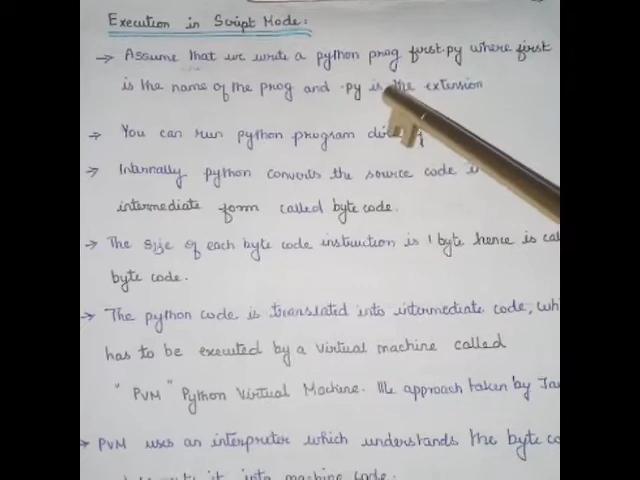 Execution in Script Mode:
→ Assume that we write a python prog first.py where first
is the name of the prog and .py is the extension
→ You can run python program
→ Internally python converts the source code
intermediate form called byte code.
→ The size of each byte code instruction is 1 byte hence is
byte code.
→ The python code is translated into intermediate code,
has to be executed by a virtual machine called
"PVM" Python Virtual Machine. approach taken by
→ PVM uses an interpreter which understands the byte
it into machine code.